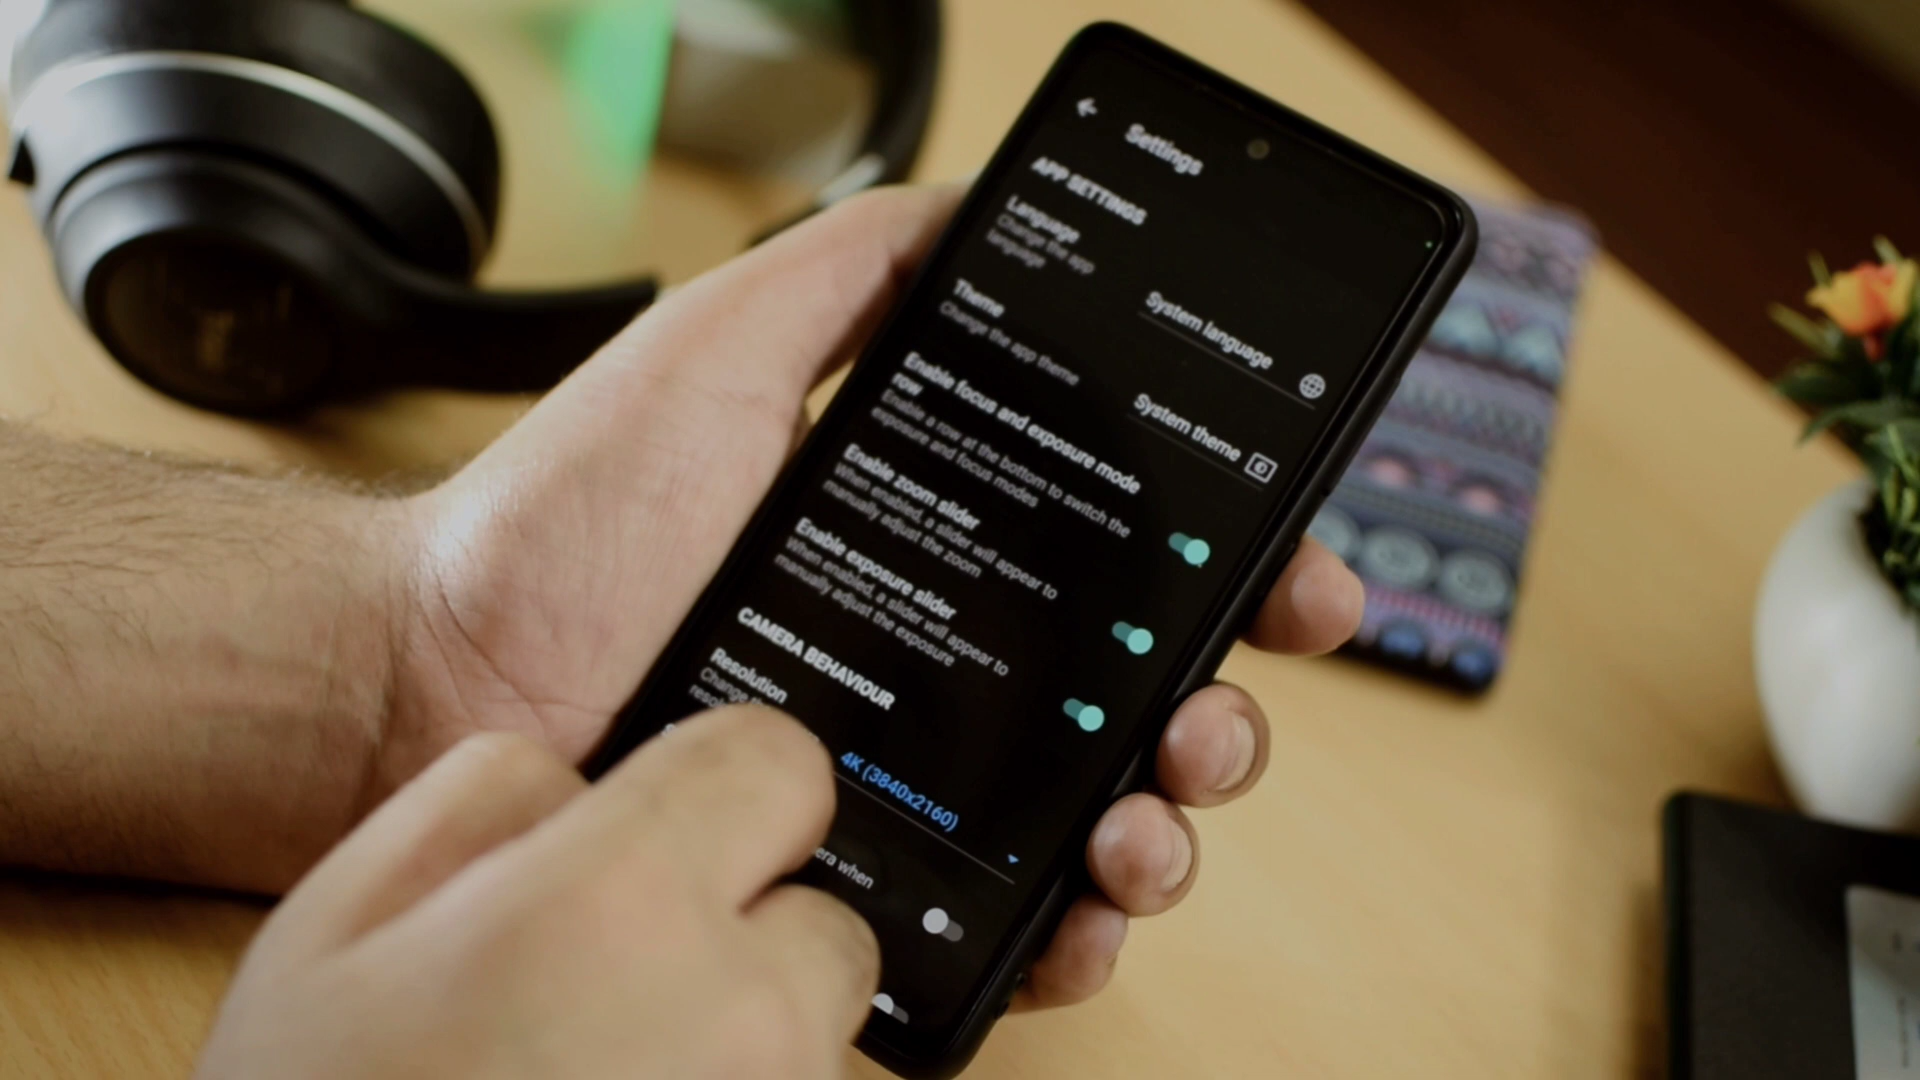 Settings
APP SETTINGS
Language
Change the app
language
System language
Theme
Change the app theme
System theme
Enable focus and exposure mode
row
Enable a row at the bottom to switch the
exposure and focus modes
Enable zoom slider
When enabled, a slider will appear to
manually adjust the zoom
Enable exposure slider
When enabled, a slider will appear to
manually adjust the exposure
CAMERA BEHAVIOUR
Resolution
Change
4K (3840x2160)
when